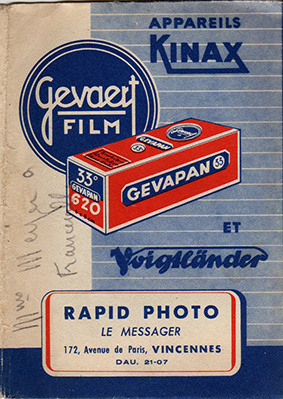 APPAREILS
KINAX
Gevaert
FILM
33°
GEVAPAN
620
GEVAPAN 33
ET
Voigtländer
Mme
RAPID PHOTO
LE MESSAGER
172, Avenue de Paris, VINCENNES
DAU. 21-07